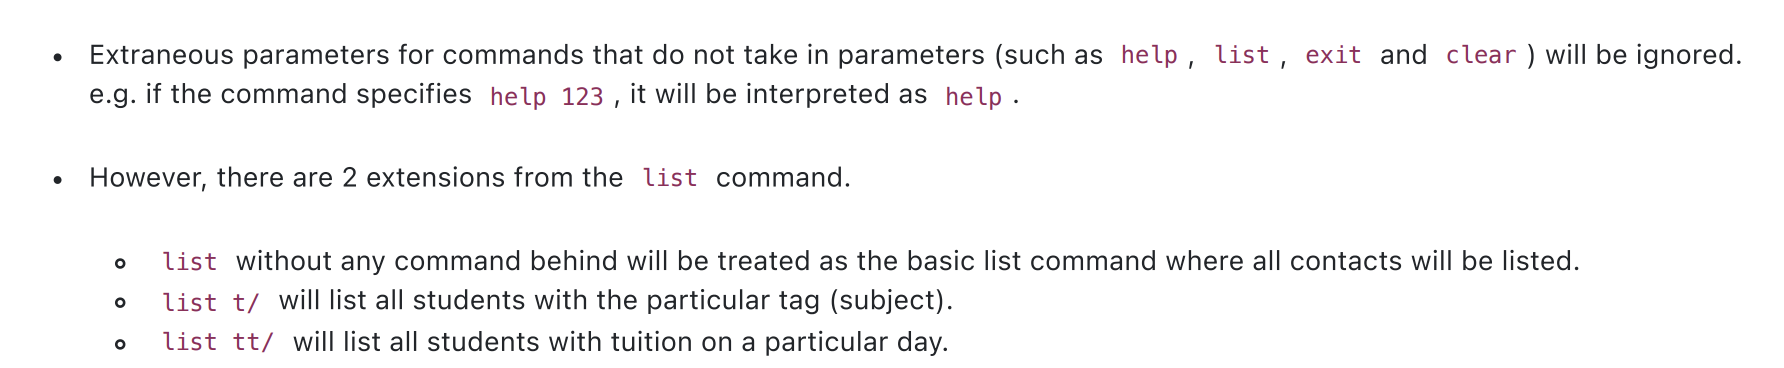 • Extraneous parameters for commands that do not take in parameters (such as help, list, exit and clear) will be ignored.
e.g. if the command specifies help 123, it will be interpreted as help.
• However, there are 2 extensions from the list command.
◦ list without any command behind will be treated as the basic list command where all contacts will be listed.
◦ list t/ will list all students with the particular tag (subject).
◦ list tt/ will list all students with tuition on a particular day.